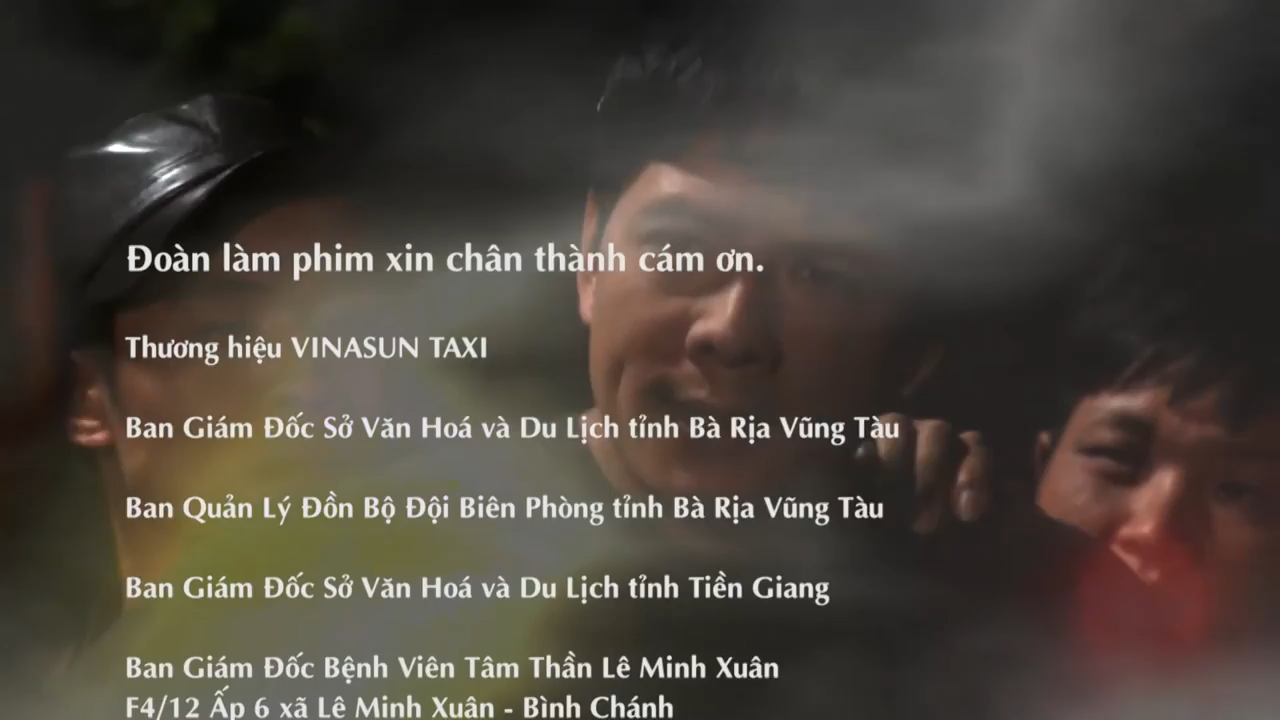 Đoàn làm phim xin chân thành cám ơn.
Thương hiệu VINASUN TAXI
Ban Giám Đốc Sở Văn Hoá và Du Lịch tỉnh Bà Rịa Vũng Tàu
Ban Quản Lý Đồn Bộ Đội Biên Phòng tỉnh Bà Rịa Vũng Tàu
Ban Giám Đốc Sở Văn Hoá và Du Lịch tỉnh Tiền Giang
Ban Giám Đốc Bệnh Viên Tâm Thần Lê Minh Xuân
F4/12 Ấp 6 xã Lê Minh Xuân - Bình Chánh